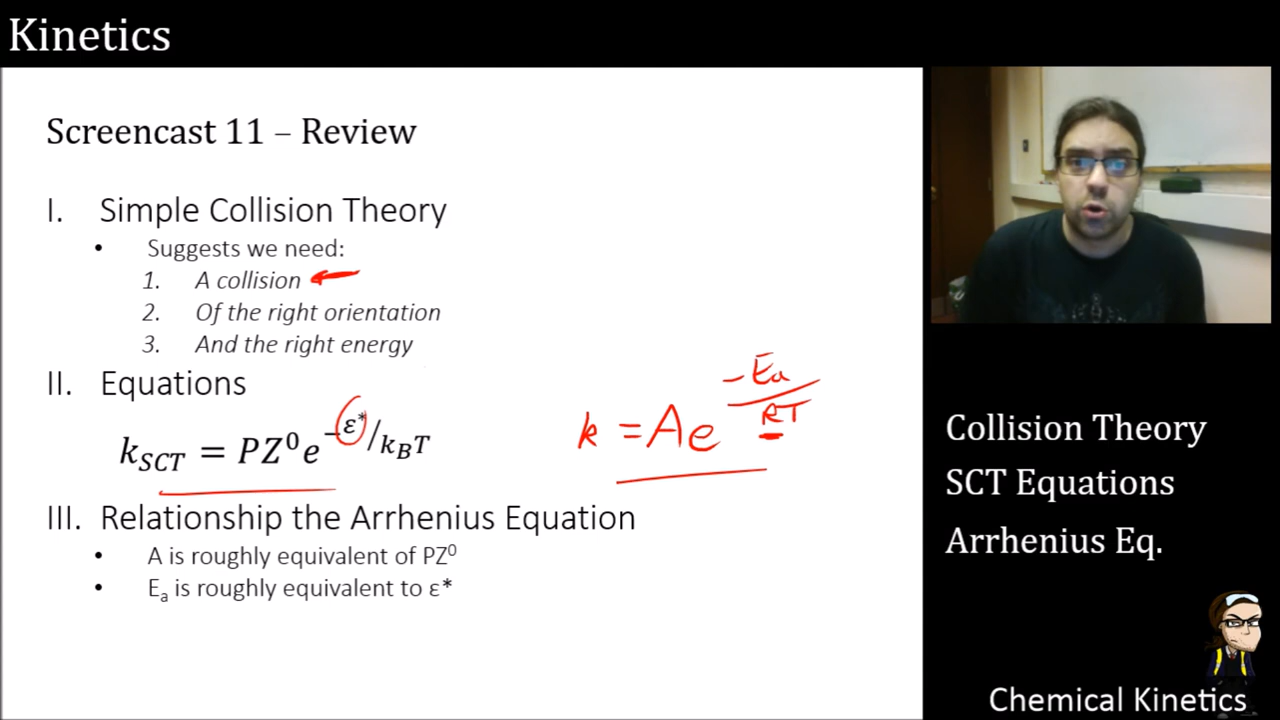 Kinetics
Screencast 11 – Review
I. Simple Collision Theory
• Suggests we need:
1. A collision
2. Of the right orientation
3. And the right energy
II. Equations
k_SCT = PZ⁰e^(-ε*/k_BT)
k = Ae^(-Ea/RT)
III. Relationship the Arrhenius Equation
• A is roughly equivalent of PZ⁰
• Eₐ is roughly equivalent to ε*
Collision Theory
SCT Equations
Arrhenius Eq.
Chemical Kinetics